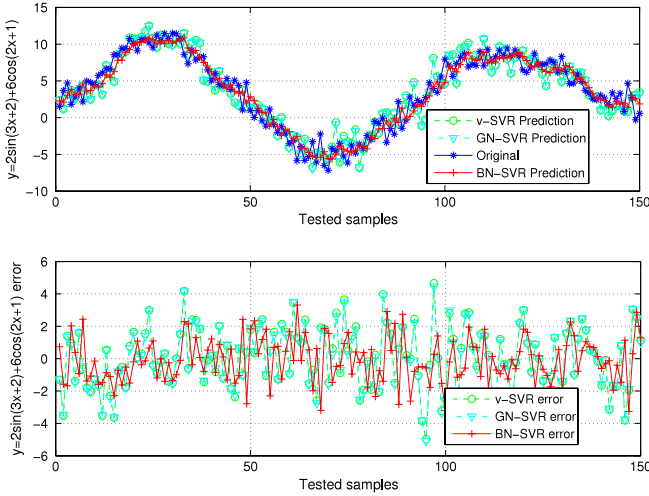 15
10
5
0
−5
−10
y=2sin(3x+2)+6cos(2x+1)
0
50
100
150
Tested samples
v−SVR Prediction
GN−SVR Prediction
Original
BN−SVR Prediction
6
4
2
0
−2
−4
−6
y=2sin(3x+2)+6cos(2x+1) error
0
50
100
150
Tested samples
v−SVR error
GN−SVR error
BN−SVR error